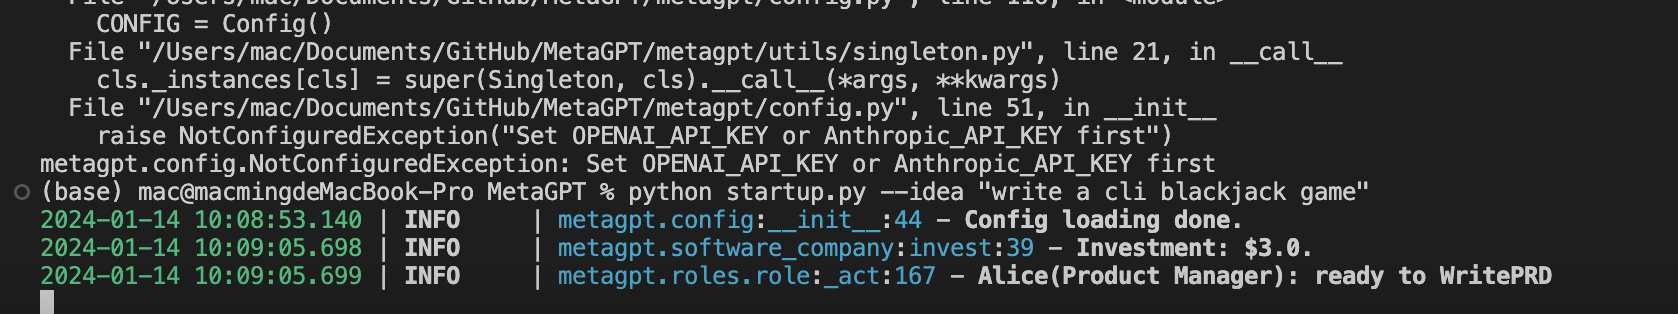 File "/Users/mac/Documents/GitHub/MetaGPT/metagpt/config.py", line 116, in <module>
    CONFIG = Config()
  File "/Users/mac/Documents/GitHub/MetaGPT/metagpt/utils/singleton.py", line 21, in __call__
    cls._instances[cls] = super(Singleton, cls).__call__(*args, **kwargs)
  File "/Users/mac/Documents/GitHub/MetaGPT/metagpt/config.py", line 51, in __init__
    raise NotConfiguredException("Set OPENAI_API_KEY or Anthropic_API_KEY first")
metagpt.config.NotConfiguredException: Set OPENAI_API_KEY or Anthropic_API_KEY first
(base) mac@macmingdeMacBook-Pro MetaGPT % python startup.py --idea "write a cli blackjack game"
2024-01-14 10:08:53.140 | INFO     | metagpt.config:__init__:44 - Config loading done.
2024-01-14 10:09:05.698 | INFO     | metagpt.software_company:invest:39 - Investment: $3.0.
2024-01-14 10:09:05.699 | INFO     | metagpt.roles.role:_act:167 - Alice(Product Manager): ready to WritePRD